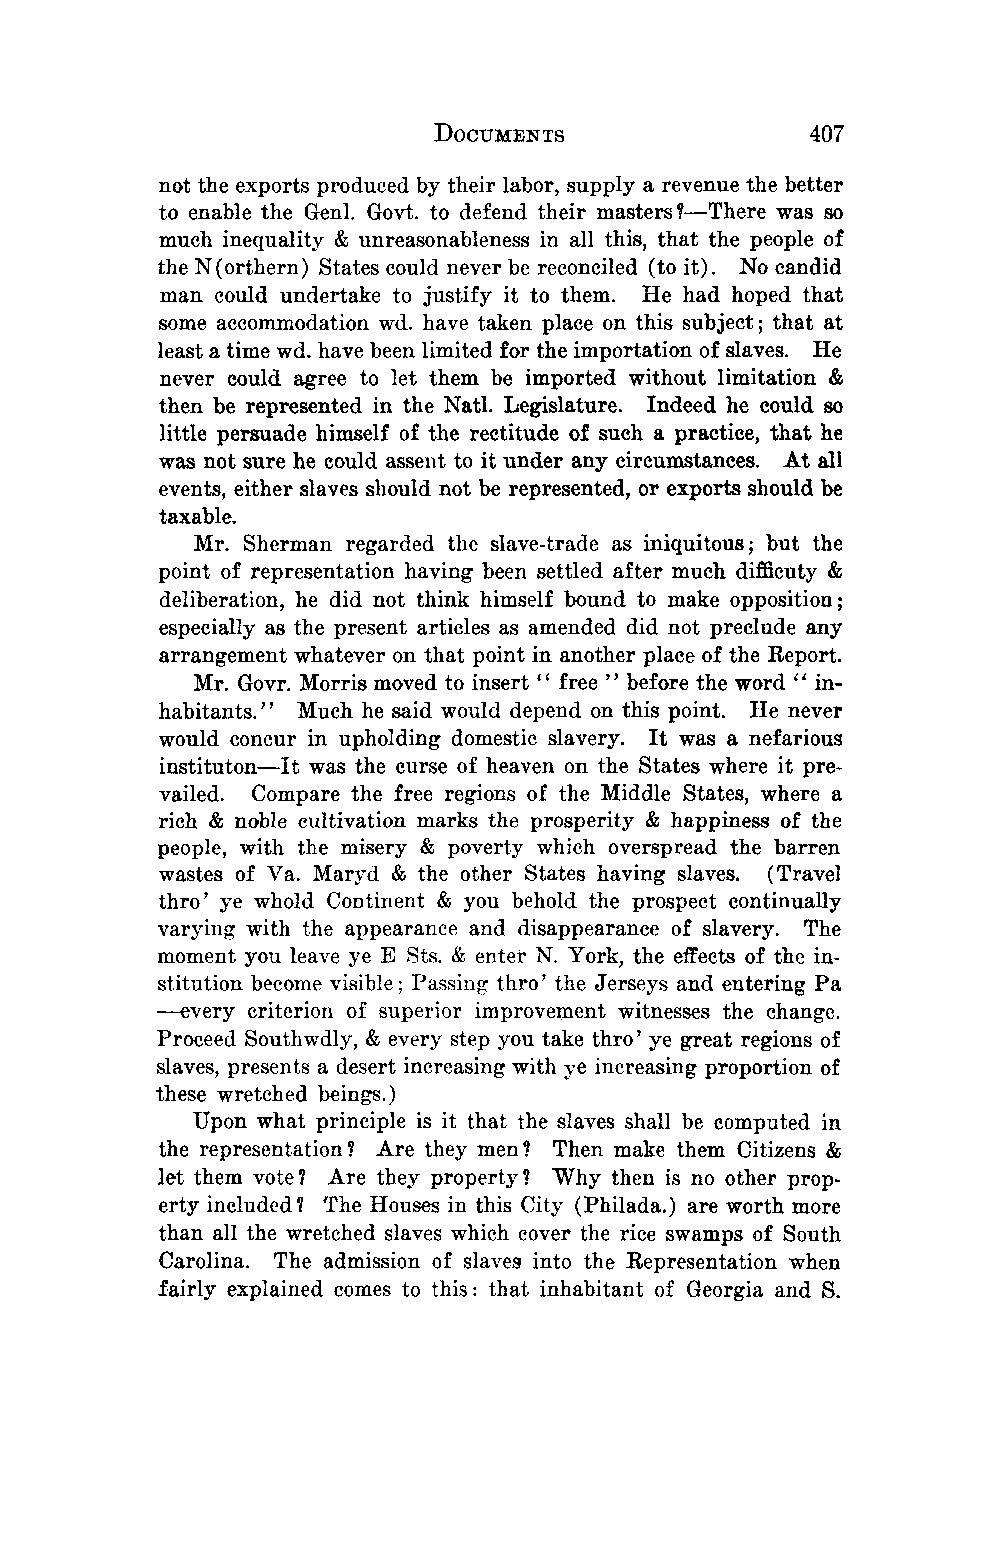 DOCUMENTS 407
not the exports produced by their labor, supply a revenue the better
to enable the Genl. Govt. to defend their masters?—There was so
much inequality & unreasonableness in all this, that the people of
the N(orthern) States could never be reconciled (to it). No candid
man could undertake to justify it to them. He had hoped that
some accommodation wd. have taken place on this subject; that at
least a time wd. have been limited for the importation of slaves. He
never could agree to let them be imported without limitation &
then be represented in the Natl. Legislature. Indeed he could so
little persuade himself of the rectitude of such a practice, that he
was not sure he could assent to it under any circumstances. At all
events, either slaves should not be represented, or exports should be
taxable.
Mr. Sherman regarded the slave-trade as iniquitous; but the
point of representation having been settled after much difficuty &
deliberation, he did not think himself bound to make opposition;
especially as the present articles as amended did not preclude any
arrangement whatever on that point in another place of the Report.
Mr. Govr. Morris moved to insert " free " before the word " in-
habitants." Much he said would depend on this point. He never
would concur in upholding domestic slavery. It was a nefarious
instituton—It was the curse of heaven on the States where it pre-
vailed. Compare the free regions of the Middle States, where a
rich & noble cultivation marks the prosperity & happiness of the
people, with the misery & poverty which overspread the barren
wastes of Va. Maryd & the other States having slaves. (Travel
thro' ye whold Continent & you behold the prospect continually
varying with the appearance and disappearance of slavery. The
moment you leave ye E Sts. & enter N. York, the effects of the in-
stitution become visible; Passing thro' the Jerseys and entering Pa
—every criterion of superior improvement witnesses the change.
Proceed Southwdly, & every step you take thro' ye great regions of
slaves, presents a desert increasing with ye increasing proportion of
these wretched beings.)
Upon what principle is it that the slaves shall be computed in
the representation? Are they men? Then make them Citizens &
let them vote? Are they property? Why then is no other prop-
erty included? The Houses in this City (Philada.) are worth more
than all the wretched slaves which cover the rice swamps of South
Carolina. The admission of slaves into the Representation when
fairly explained comes to this: that inhabitant of Georgia and S.